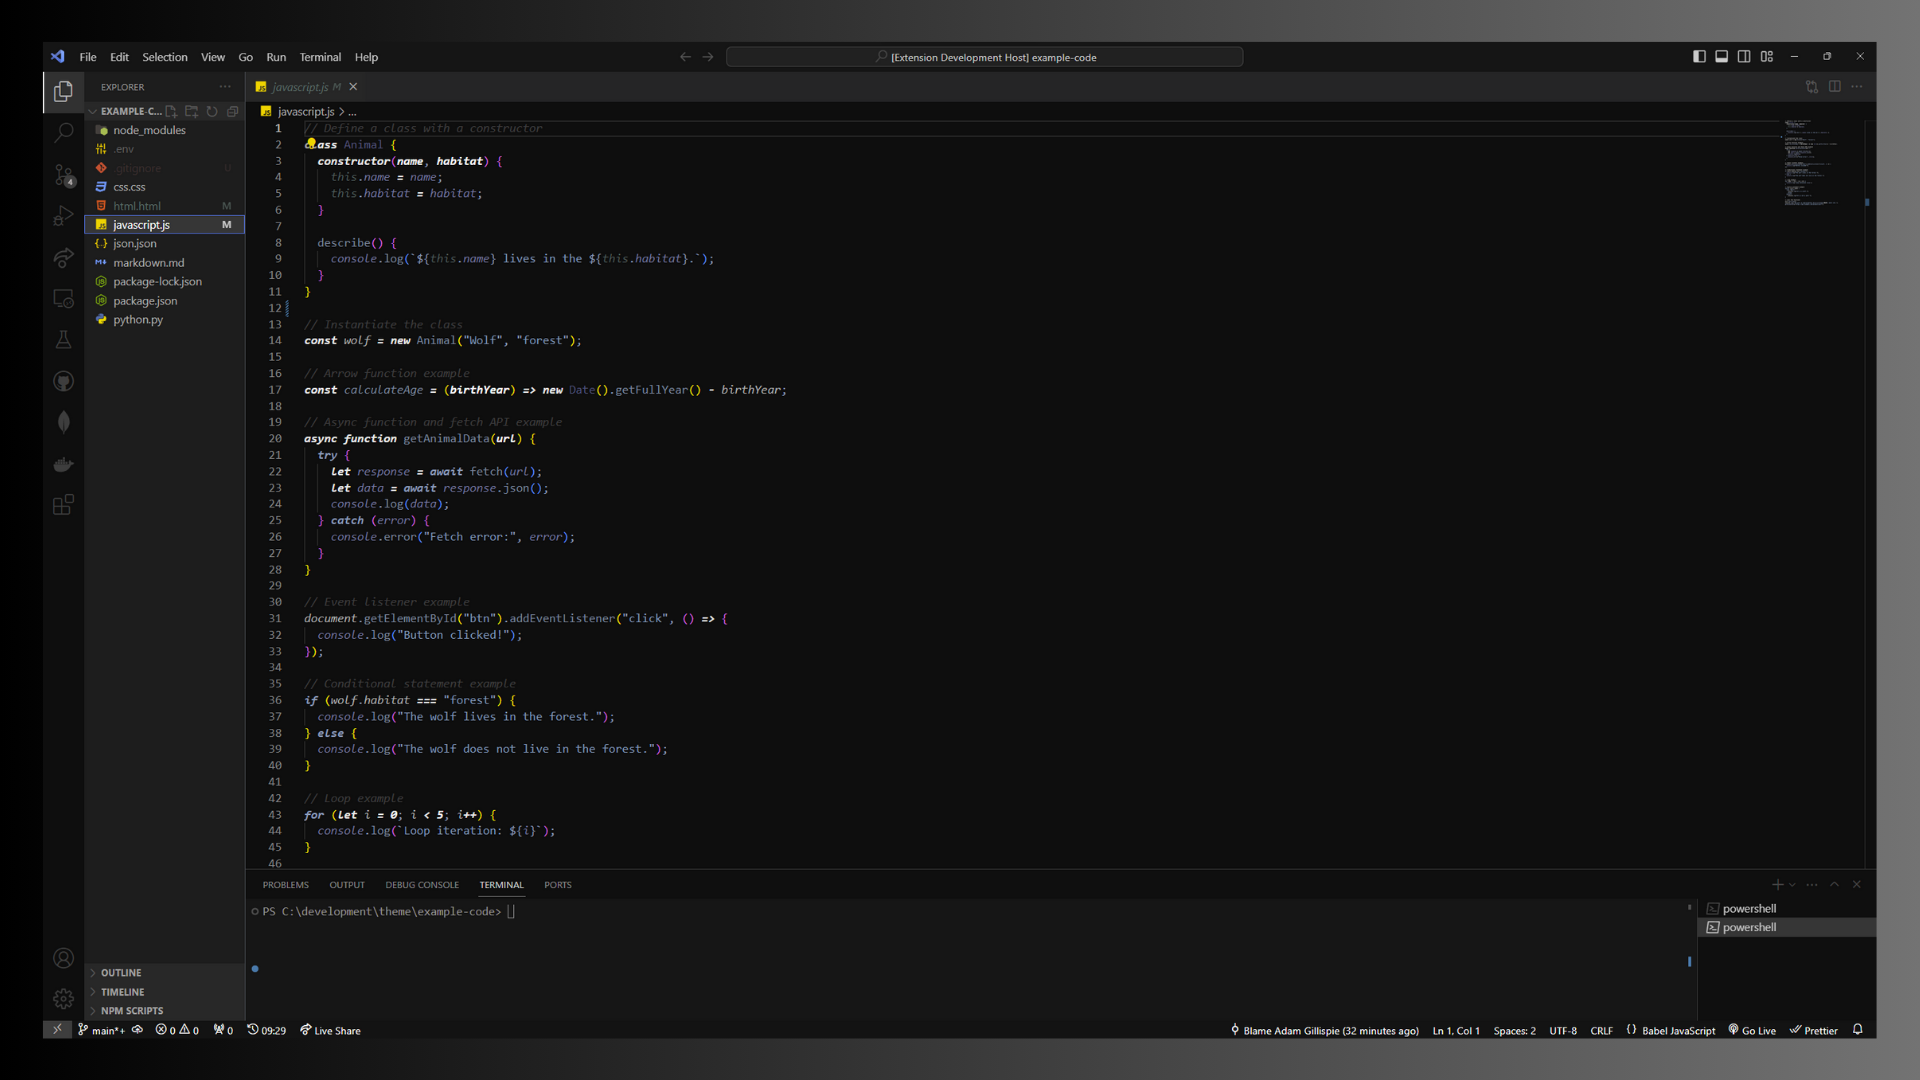 File Edit Selection View Go Run Terminal Help
[Extension Development Host] example-code
EXPLORER
EXAMPLE-C...
node_modules
.env
.gitignore U
css.css
html.html M
javascript.js M
json.json
markdown.md
package-lock.json
package.json
python.py
OUTLINE
TIMELINE
NPM SCRIPTS
4
javascript.js M
javascript.js > ...
1 // Define a class with a constructor
2 ass Animal {
3 constructor(name, habitat) {
4 this.name = name;
5 this.habitat = habitat;
6 }
7
8 describe() {
9 console.log(`${this.name} lives in the ${this.habitat}.`);
10 }
11 }
12
13 // Instantiate the class
14 const wolf = new Animal("Wolf", "forest");
15
16 // Arrow function example
17 const calculateAge = (birthYear) => new Date().getFullYear() - birthYear;
18
19 // Async function and fetch API example
20 async function getAnimalData(url) {
21 try {
22 let response = await fetch(url);
23 let data = await response.json();
24 console.log(data);
25 } catch (error) {
26 console.error("Fetch error:", error);
27 }
28 }
29
30 // Event listener example
31 document.getElementById("btn").addEventListener("click", () => {
32 console.log("Button clicked!");
33 });
34
35 // Conditional statement example
36 if (wolf.habitat === "forest") {
37 console.log("The wolf lives in the forest.");
38 } else {
39 console.log("The wolf does not live in the forest.");
40 }
41
42 // Loop example
43 for (let i = 0; i < 5; i++) {
44 console.log(`Loop iteration: ${i}`);
45 }
46
PROBLEMS OUTPUT DEBUG CONSOLE TERMINAL PORTS
PS C:\development\theme\example-code>
powershell
powershell
main*+ 0 0 0 09:29 Live Share
Blame Adam Gillispie (32 minutes ago) Ln 1, Col 1 Spaces: 2 UTF-8 CRLF {} Babel JavaScript Go Live Prettier